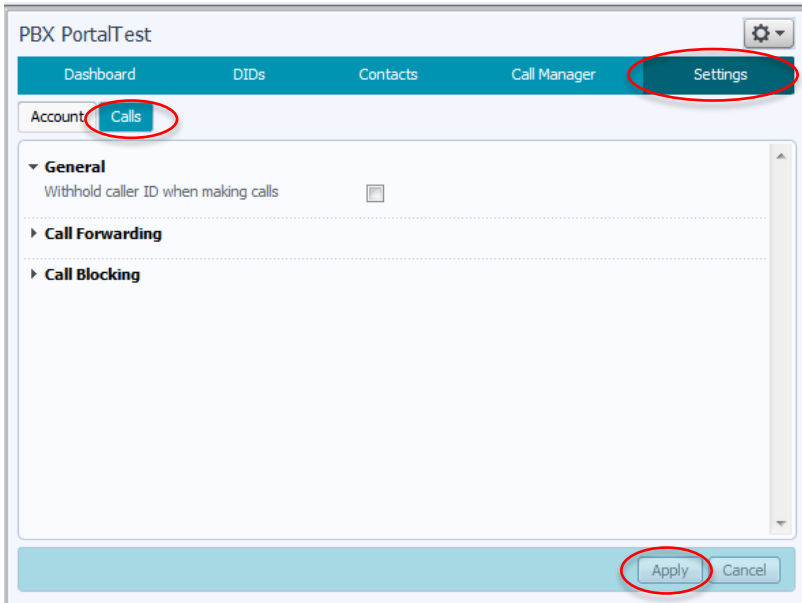 PBX PortalTest
Dashboard DIDs Contacts Call Manager Settings
Account Calls
General
Withhold caller ID when making calls
Call Forwarding
Call Blocking
Apply Cancel